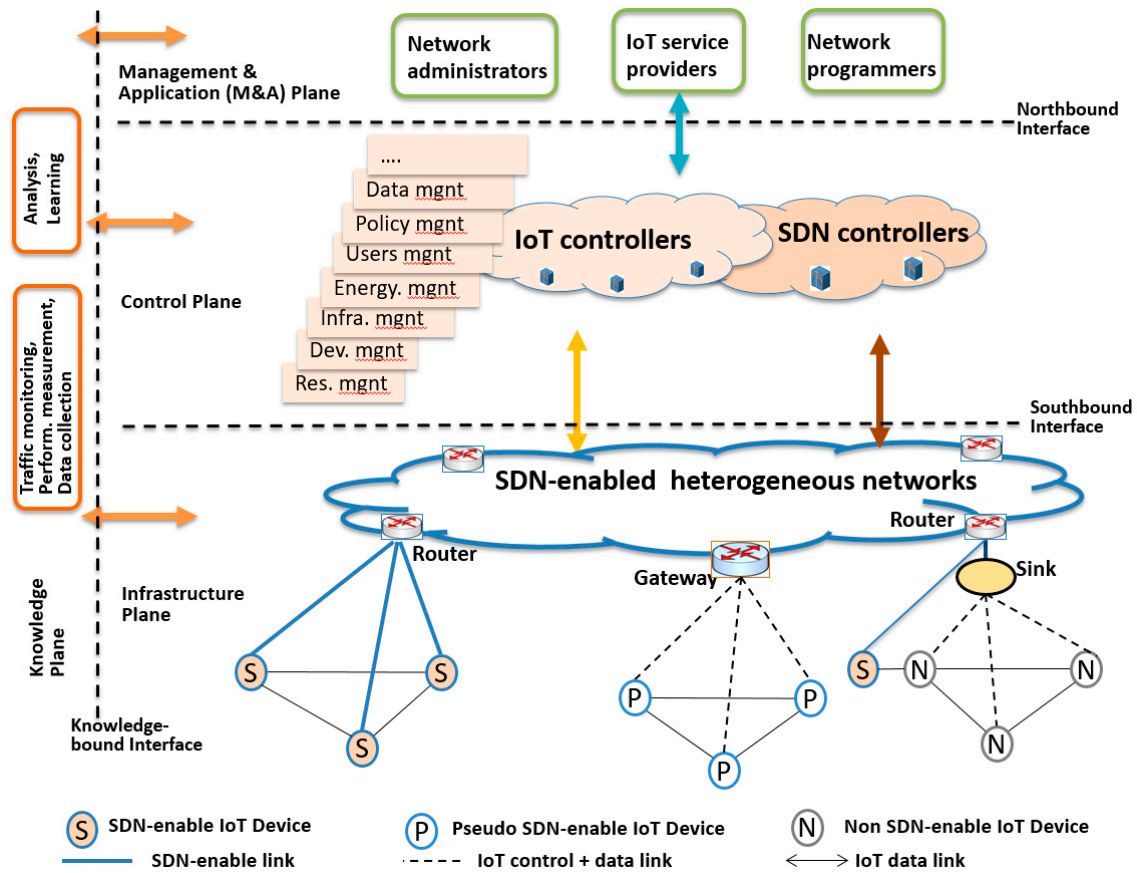 Network
administrators
IoT service
providers
Network
programmers
Management &
Application (M&A) Plane
Northbound
Interface
Analysis,
Learning
....
Data mgnt
Policy mgnt
Users mgnt
Energy. mgnt
Infra. mgnt
Dev. mgnt
Res. mgnt
IoT controllers
SDN controllers
Control Plane
Traffic monitoring,
Perform. measurement,
Data collection
Southbound
Interface
SDN-enabled heterogeneous networks
Router
Router
Gateway
Sink
Infrastructure
Plane
Knowledge
Plane
S
S
S
P
P
P
S
N
N
N
Knowledge-
bound Interface
S SDN-enable IoT Device
P Pseudo SDN-enable IoT Device
N Non SDN-enable IoT Device
SDN-enable link
IoT control + data link
IoT data link